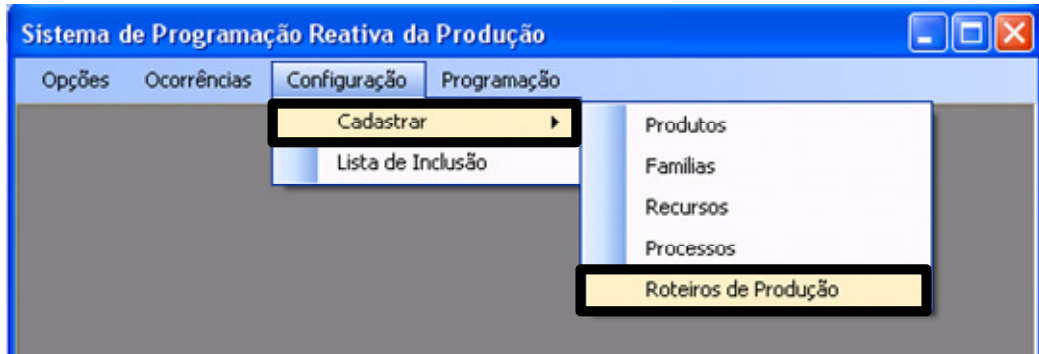 Sistema de Programação Reativa da Produção
Opções Ocorrências Configuração Programação
Cadastrar
Lista de Inclusão
Produtos
Familias
Recursos
Processos
Roteiros de Produção